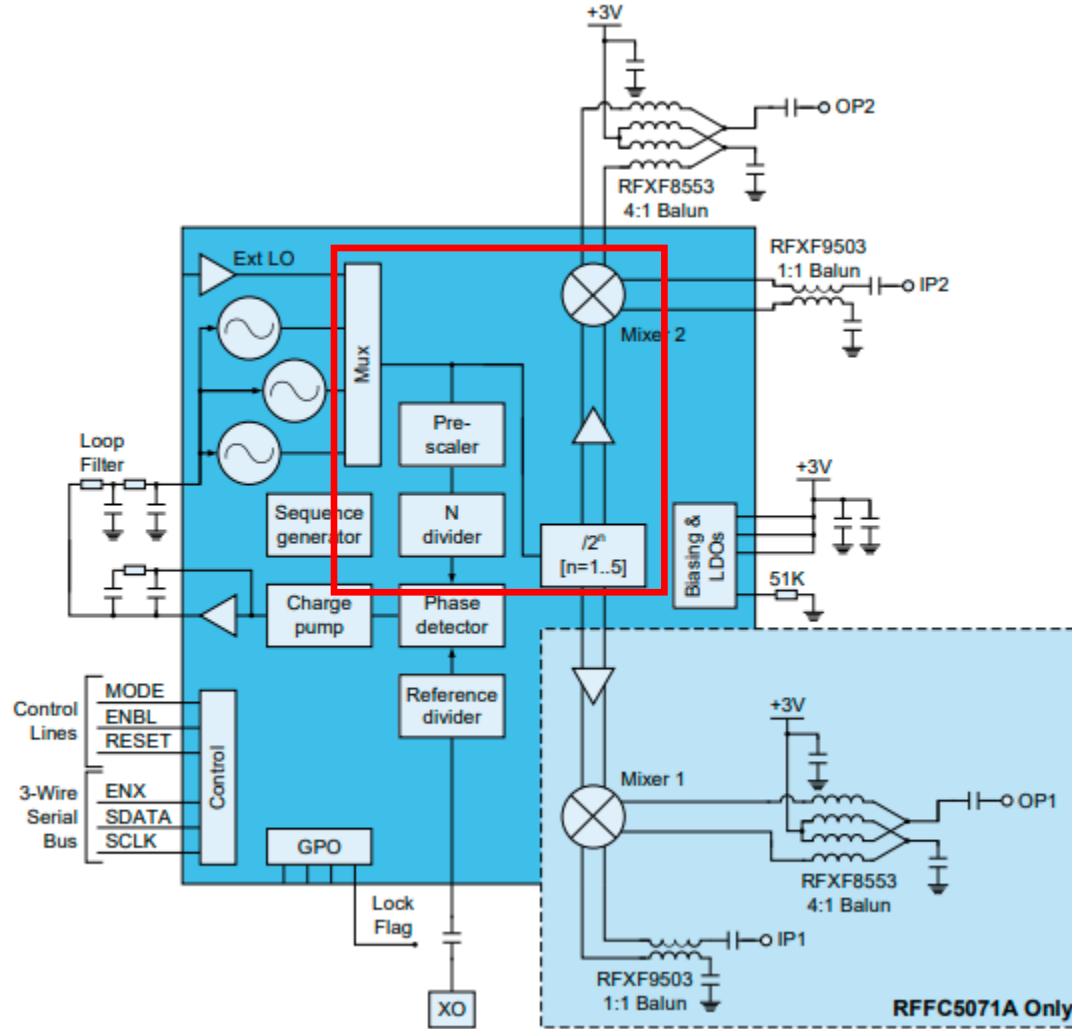 +3V
OP2
RFXF8553
4:1 Balun
Ext LO
RFXF9503
1:1 Balun
IP2
Mixer 2
Mux
Pre-
scaler
Loop
Filter
+3V
Sequence
generator
N
divider
/2ⁿ
[n=1..5]
Biasing &
LDOs
51K
Charge
pump
Phase
detector
Reference
divider
Control
Lines
MODE
ENBL
RESET
3-Wire
Serial
Bus
ENX
SDATA
SCLK
Control
GPO
Lock
Flag
XO
+3V
Mixer 1
OP1
RFXF8553
4:1 Balun
IP1
RFXF9503
1:1 Balun
RFFC5071A Only